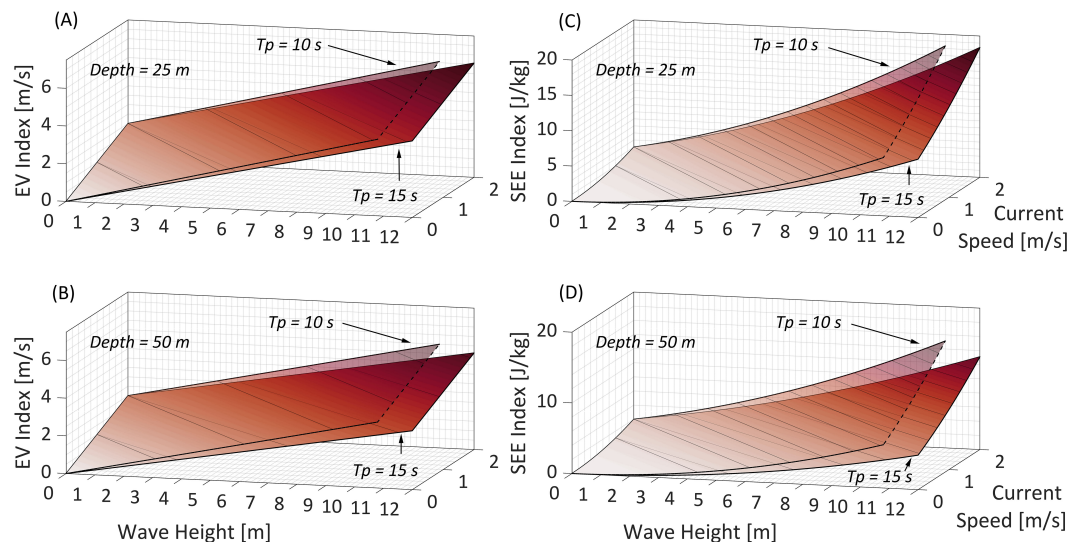 (A)
Tp = 10 s
Depth = 25 m
EV Index [m/s]
6
4
2
0
Tp = 15 s
0 1 2 3 4 5 6 7 8 9 10 11 12
0 1 2
(C)
Tp = 10 s
Depth = 25 m
SEE Index [J/kg]
20
15
10
5
0
Tp = 15 s
0 1 2 3 4 5 6 7 8 9 10 11 12
0 1 2
Current
Speed [m/s]
(B)
Tp = 10 s
Depth = 50 m
EV Index [m/s]
6
4
2
0
Tp = 15 s
0 1 2 3 4 5 6 7 8 9 10 11 12
0 1 2
Wave Height [m]
(D)
Tp = 10 s
Depth = 50 m
SEE Index [J/kg]
20
10
0
Tp = 15 s
0 1 2 3 4 5 6 7 8 9 10 11 12
0 1 2
Wave Height [m]
Current
Speed [m/s]